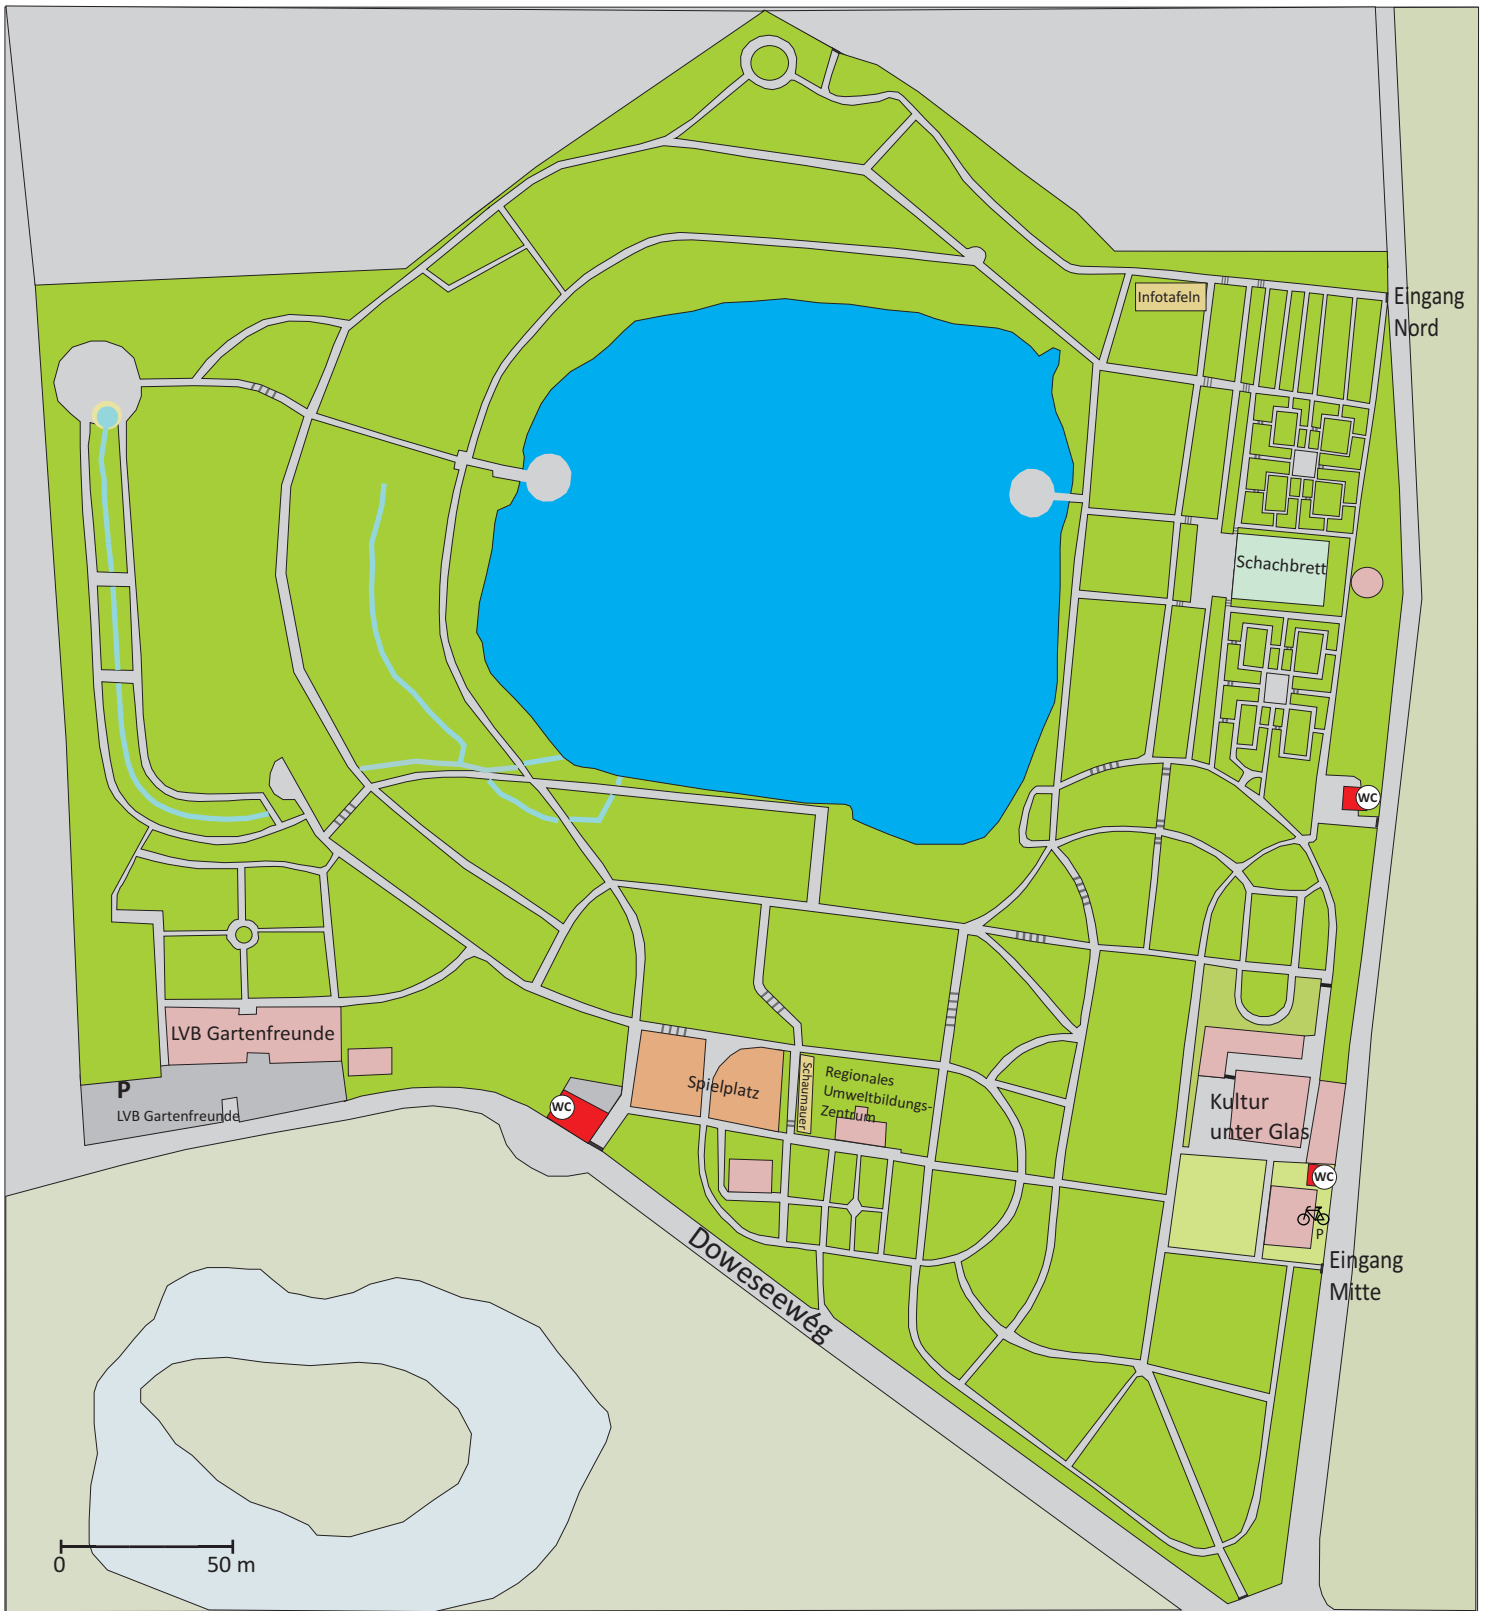 Infotafeln
Eingang
Nord
Schachbrett
WC
LVB Gartenfreunde
P
LVB Gartenfreunde
WC
Spielplatz
Schaumauer
Regionales
Umweltbildungs-
Zentrum
Kultur
unter Glas
WC
P
Eingang
Mitte
Doweseewég
0
50 m